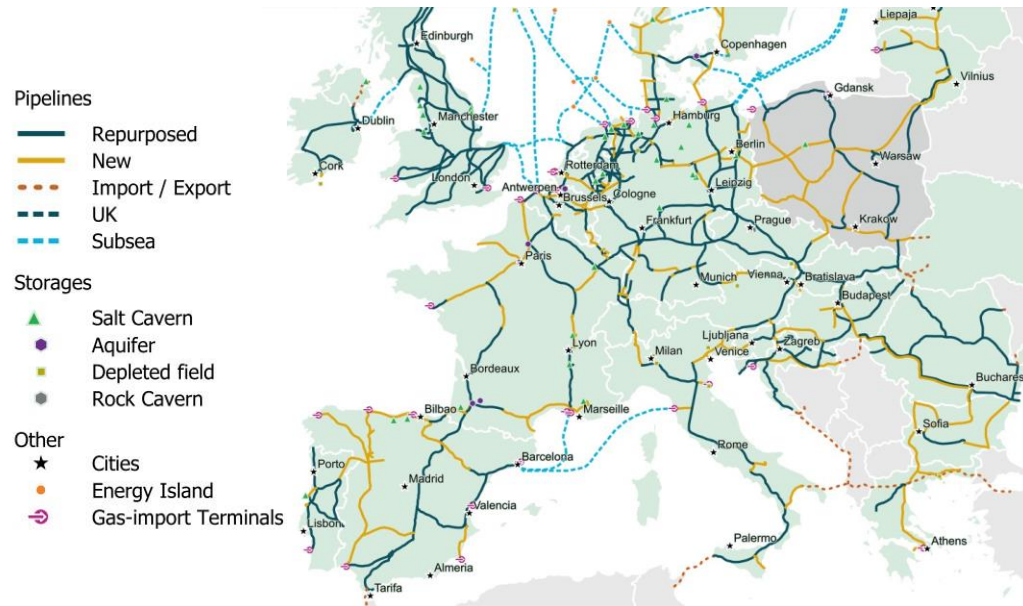 Pipelines
Repurposed
New
Import / Export
UK
Subsea
Storages
Salt Cavern
Aquifer
Depleted field
Rock Cavern
Other
Cities
Energy Island
Gas-import Terminals
Liepaja
Edinburgh
Copenhagen
Vilnius
Gdansk
Dublin
Manchester
Hamburg
Berlin
Warsaw
Cork
London
Rotterdam
Antwerpen
Brussels
Cologne
Leipzig
Frankfurt
Prague
Krakow
Paris
Munich
Vienna
Bratislava
Budapest
Lyon
Milan
Ljubljana
Venice
Zagreb
Bordeaux
Buchares
Bilbao
Marseille
Sofia
Rome
Porto
Barcelona
Madrid
Valencia
Lisbon
Palermo
Athens
Almeria
Tarifa